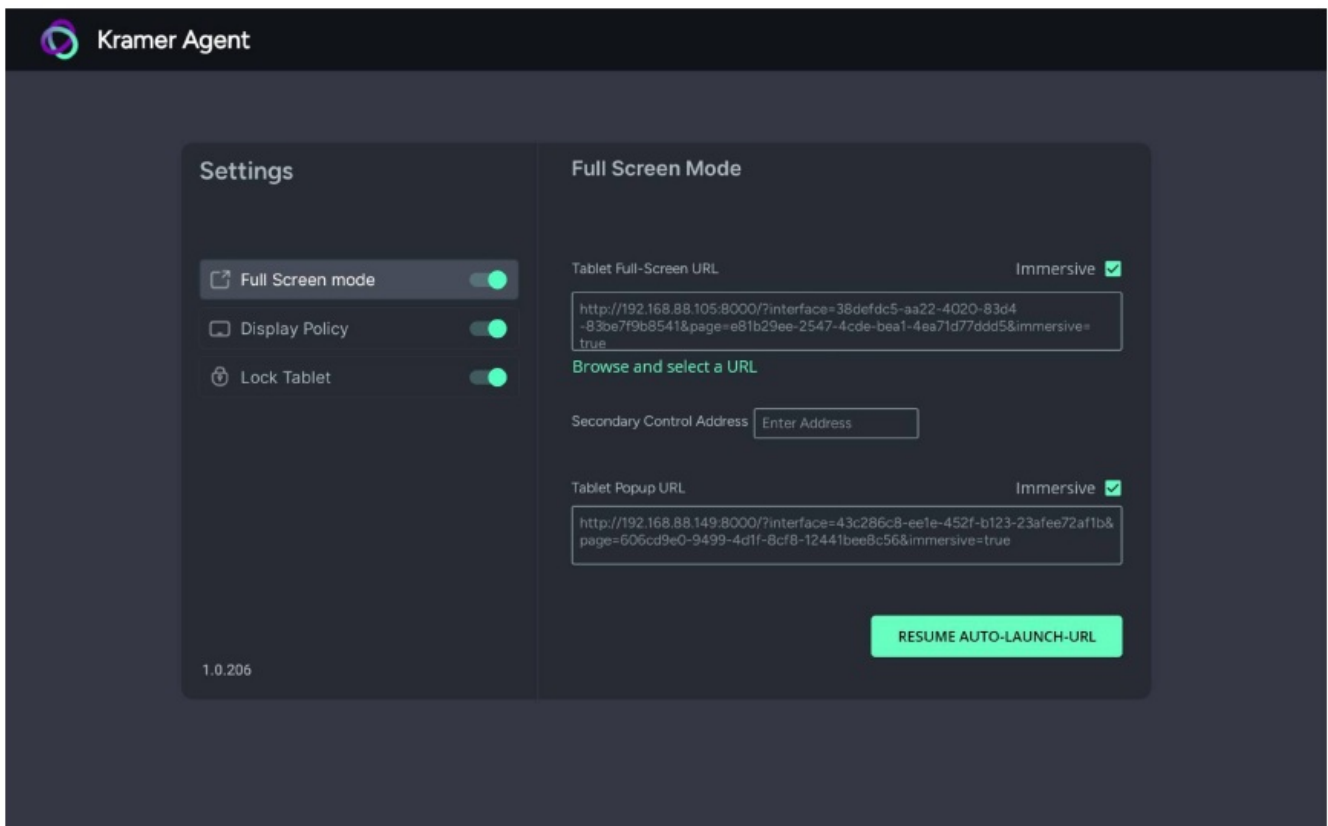 Kramer Agent
Settings
Full Screen mode
Display Policy
Lock Tablet
1.0.206
Full Screen Mode
Tablet Full-Screen URL Immersive
http://192.168.88.105:8000/?interface=38defdc5-aa22-4020-83d4
-83be7f9b8541&page=e81b29ee-2547-4cde-bea1-4ea71d77ddd5&immersive=
true
Browse and select a URL
Secondary Control Address Enter Address
Tablet Popup URL Immersive
http://192.168.88.149:8000/?interface=43c286c8-ee1e-452f-b123-23afee72af1b&
page=606cd9e0-9499-4d1f-8cf8-12441bee8c56&immersive=true
RESUME AUTO-LAUNCH-URL